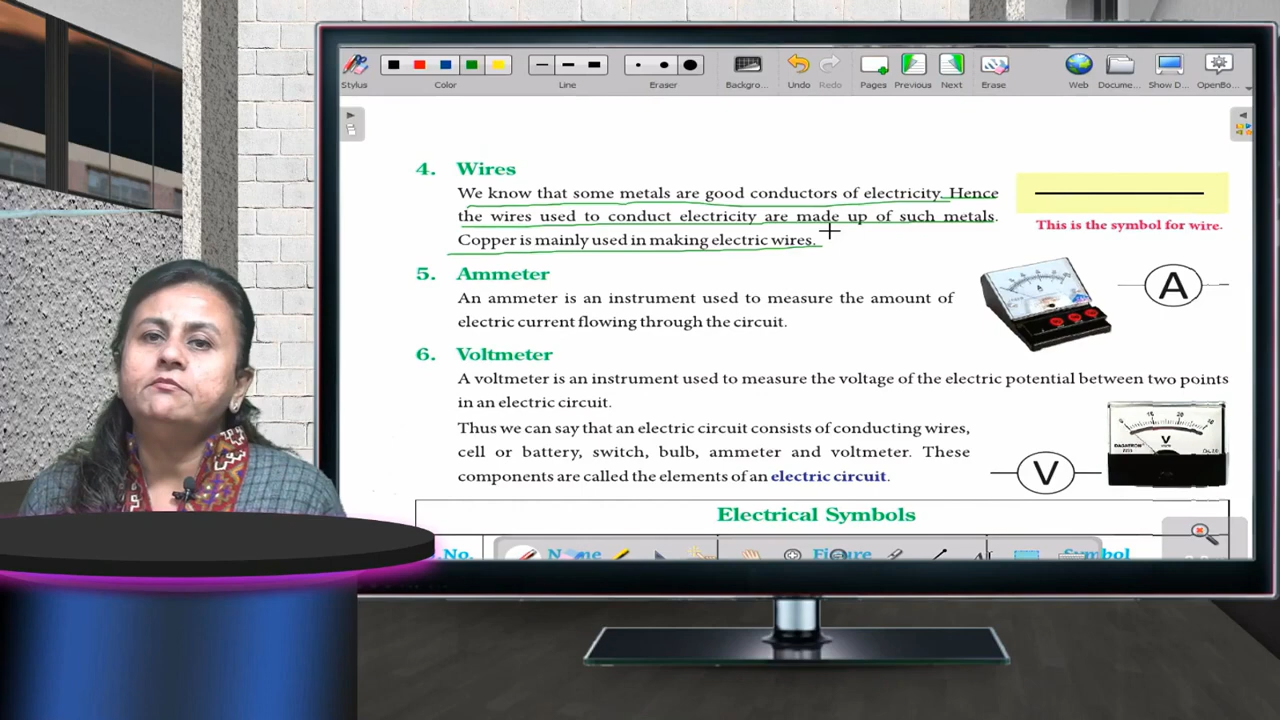 Stylus
Color
Line
Eraser
Backgro...
Undo
Redo
Pages
Previous
Next
Erase
Web
Docume...
Show D...
OpenBo...
4. Wires
We know that some metals are good conductors of electricity. Hence
the wires used to conduct electricity are made up of such metals.
Copper is mainly used in making electric wires.
This is the symbol for wire.
5. Ammeter
An ammeter is an instrument used to measure the amount of
electric current flowing through the circuit.
A
6. Voltmeter
A voltmeter is an instrument used to measure the voltage of the electric potential between two points
in an electric circuit.
Thus we can say that an electric circuit consists of conducting wires,
cell or battery, switch, bulb, ammeter and voltmeter. These
components are called the elements of an electric circuit.
V
V
Electrical Symbols
No. Name Figure Symbol